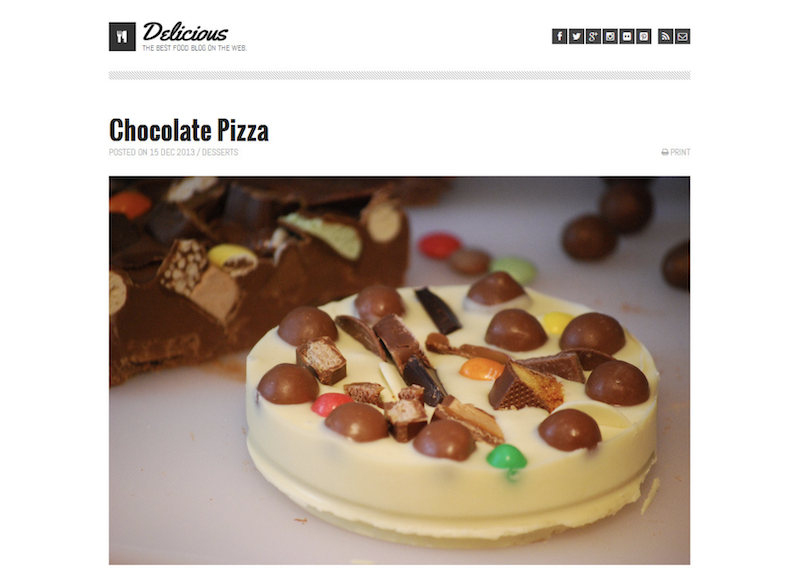 Delicious
THE BEST FOOD BLOG ON THE WEB.
Chocolate Pizza
POSTED ON 15 DEC 2013 / DESSERTS
PRINT